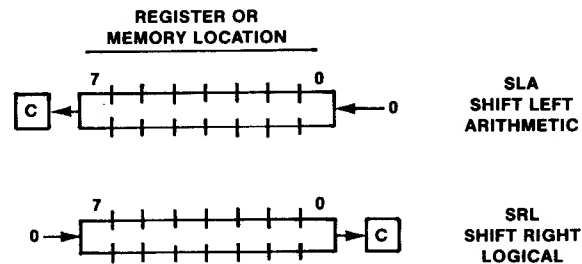 REGISTER OR
MEMORY LOCATION
7 0
C 0
SLA
SHIFT LEFT
ARITHMETIC
7 0
0 C
SRL
SHIFT RIGHT
LOGICAL